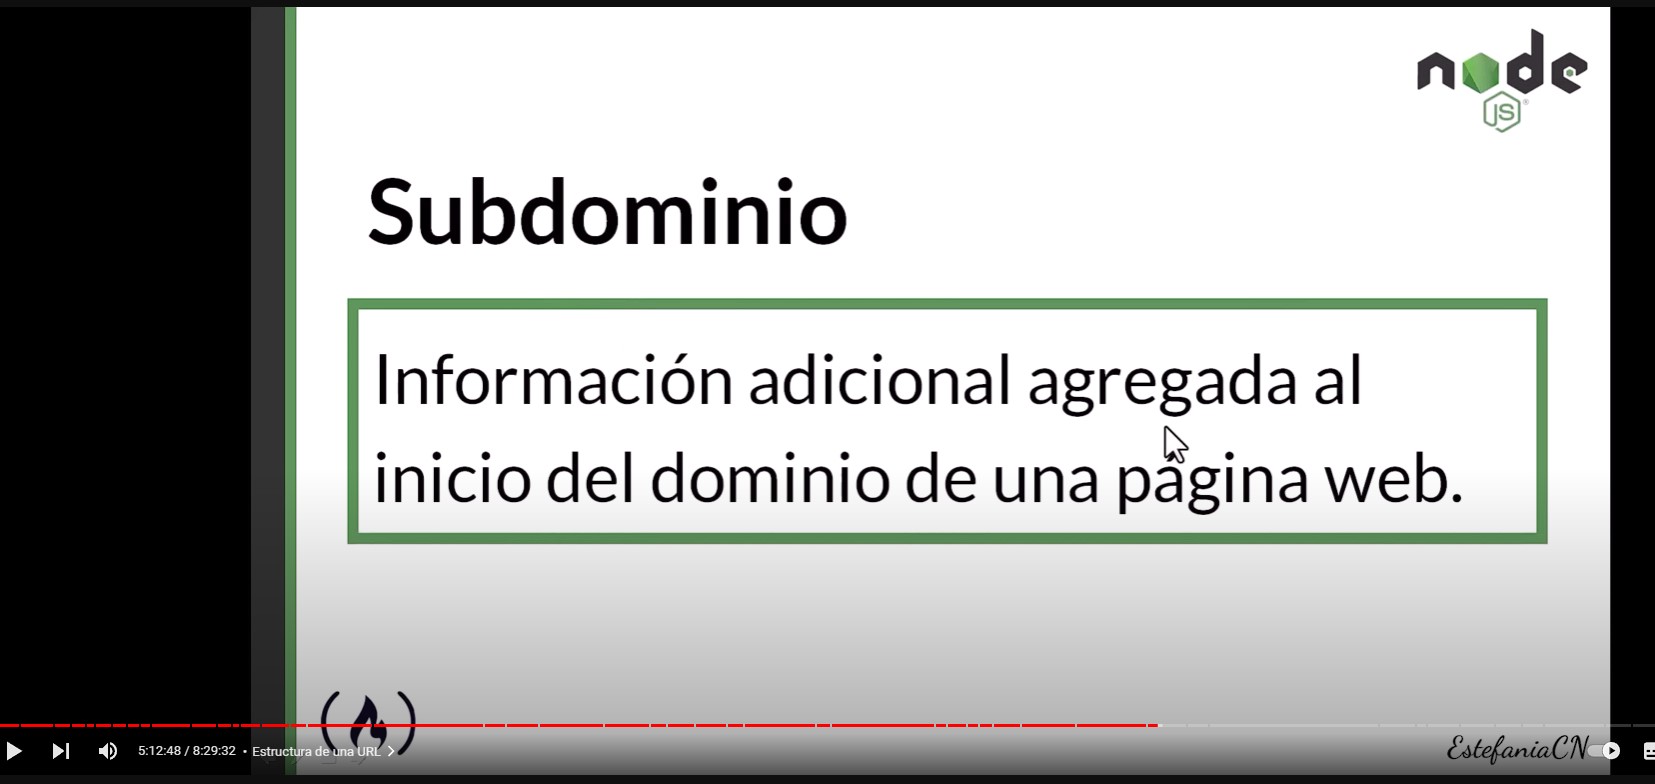 node
JS
Subdominio
Información adicional agregada al
inicio del dominio de una página web.
5:12:48 / 8:29:32 • Estructura de una URL
EstefaniaCN